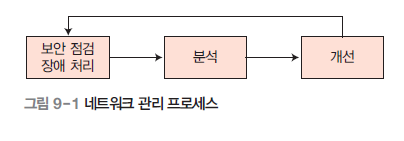 보안 점검
장애 처리
분석
개선
그림 9-1 네트워크 관리 프로세스